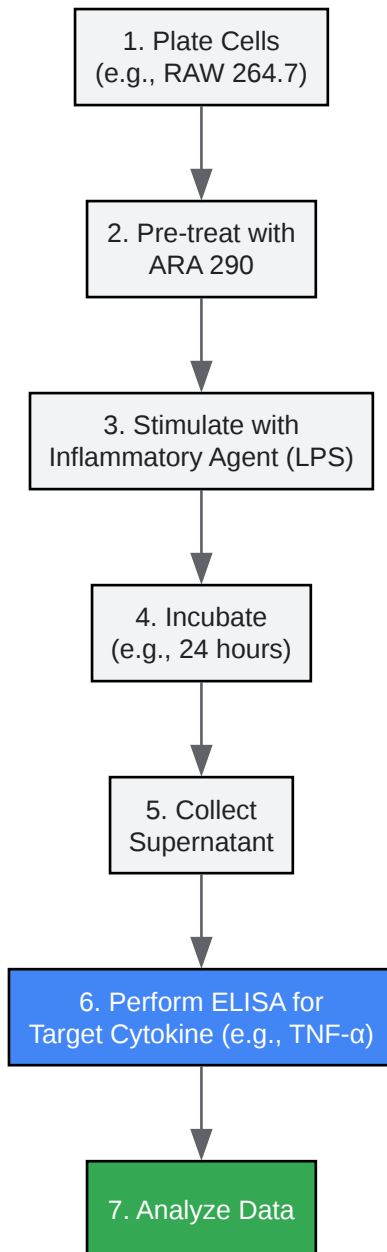 1. Plate Cells
(e.g., RAW 264.7)
2. Pre-treat with
ARA 290
3. Stimulate with
Inflammatory Agent (LPS)
4. Incubate
(e.g., 24 hours)
5. Collect
Supernatant
6. Perform ELISA for
Target Cytokine (e.g., TNF-α)
7. Analyze Data